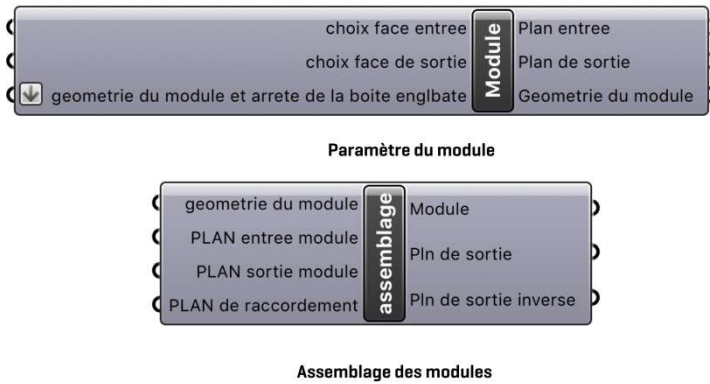 choix face entree
choix face de sortie
geometrie du module et arrete de la boite englbate
Module
Plan entree
Plan de sortie
Geometrie du module
Paramètre du module
geometrie du module
PLAN entree module
PLAN sortie module
PLAN de raccordement
assemblage
Module
Pln de sortie
Pln de sortie inverse
Assemblage des modules